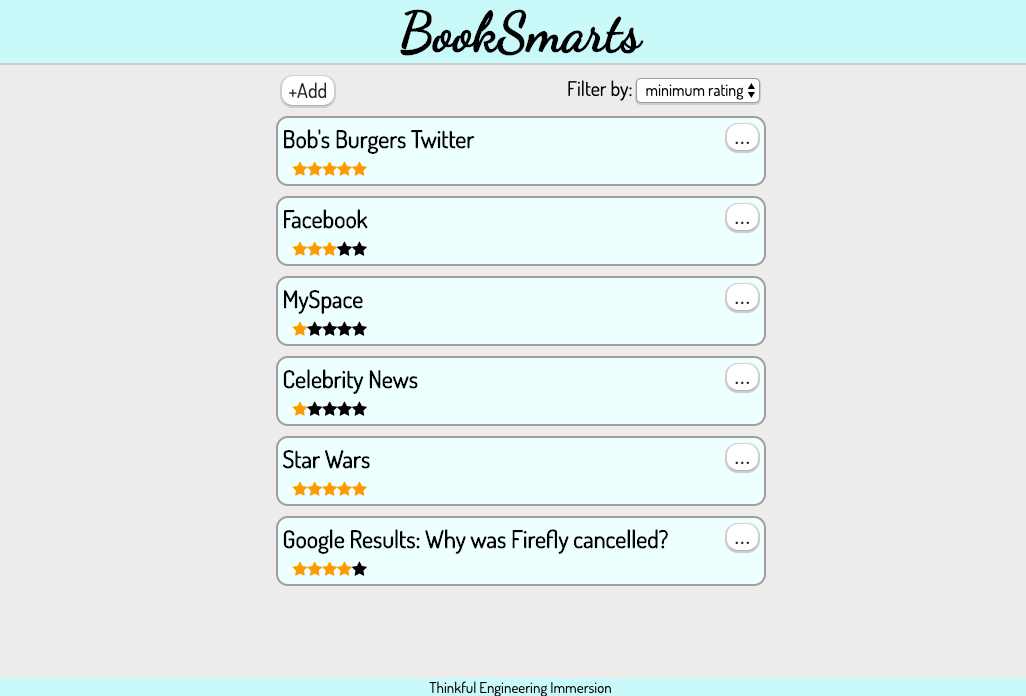 BookSmarts
+Add
Filter by: minimum rating
Bob's Burgers Twitter
...
Facebook
...
MySpace
...
Celebrity News
...
Star Wars
...
Google Results: Why was Firefly cancelled?
...
Thinkful Engineering Immersion